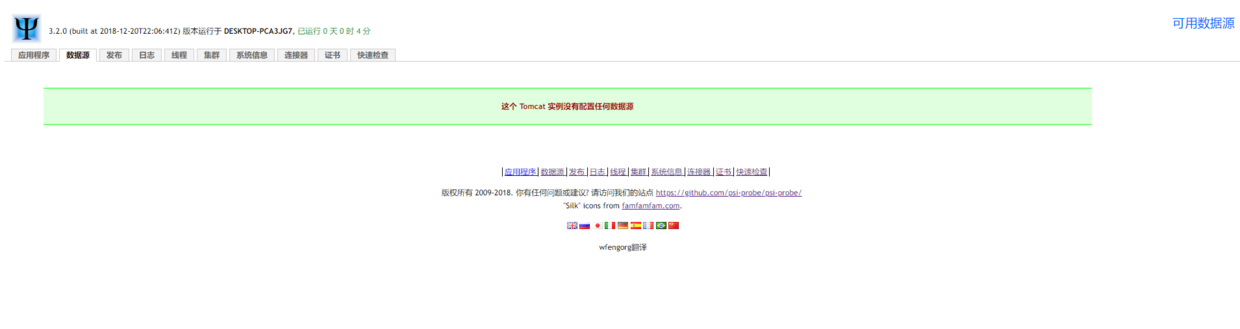 可用数据源
3.2.0 (built at 2018-12-20T22:06:41Z) 版本运行于 DESKTOP-PCA3JG7, 已运行 0 天 0 时 4 分
应用程序 数据源 发布 日志 线程 集群 系统信息 连接器 证书 快速检查
这个 Tomcat 实例没有配置任何数据源
|应用程序|数据源|发布|日志|线程|集群|系统信息|连接器|证书|快速检查|
版权所有 2009-2018. 你有任何问题或建议? 请访问我们的站点 https://github.com/psi-probe/psi-probe/
"Silk" icons from famfamfam.com.
wfengorg翻译